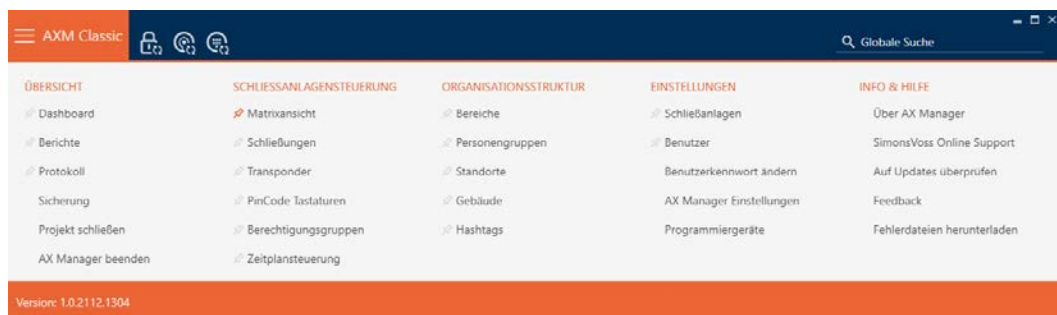 AXM Classic
Globale Suche
ÜBERSICHT
Dashboard
Berichte
Protokoll
Sicherung
Projekt schließen
AX Manager beenden
SCHLIESSANLAGENSTEUERUNG
Matrixansicht
Schließungen
Transponder
PinCode Tastaturen
Berechtigungsgruppen
Zeitplansteuerung
ORGANISATIONSSTRUKTUR
Bereiche
Personengruppen
Standorte
Gebäude
Hashtags
EINSTELLUNGEN
Schließanlagen
Benutzer
Benutzerkennwort ändern
AX Manager Einstellungen
Programmiergeräte
INFO & HILFE
Über AX Manager
SimonsVoss Online Support
Auf Updates überprüfen
Feedback
Fehlerdateien herunterladen
Version: 1.0.2112.1304